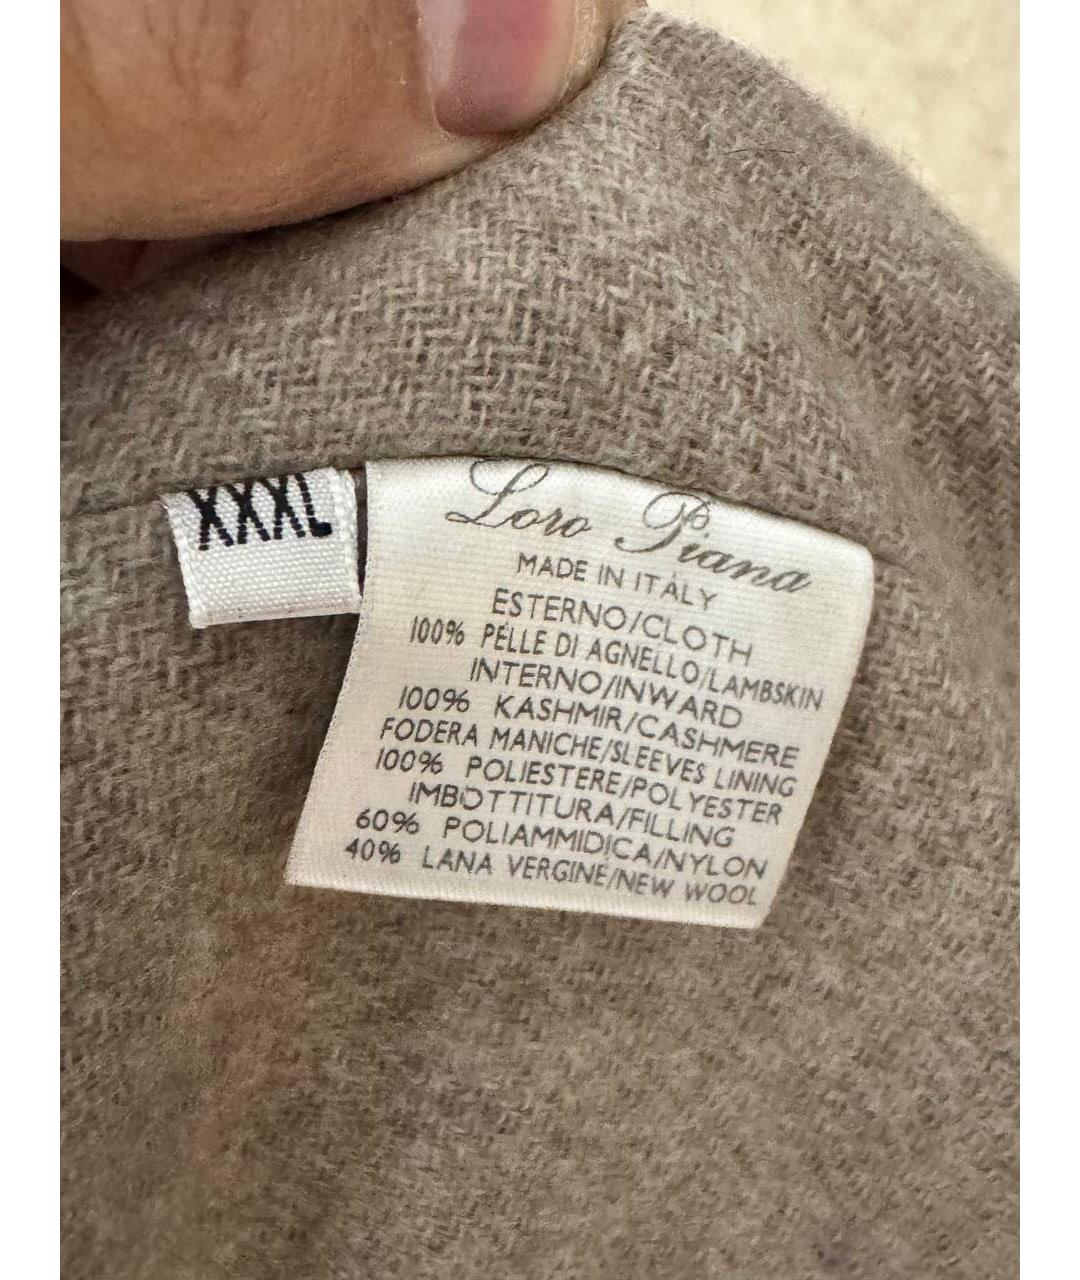 XXXL
Loro Piana
MADE IN ITALY
ESTERNO/CLOTH
100% PELLE DI AGNELLO/LAMBSKIN
INTERNO/INWARD
100% KASHMIR/CASHMERE
FODERA MANICHE/SLEEVES LINING
100% POLIESTERE/POLYESTER
IMBOTTITURA/FILLING
60% POLIAMMIDICA/NYLON
40% LANA VERGINE/NEW WOOL